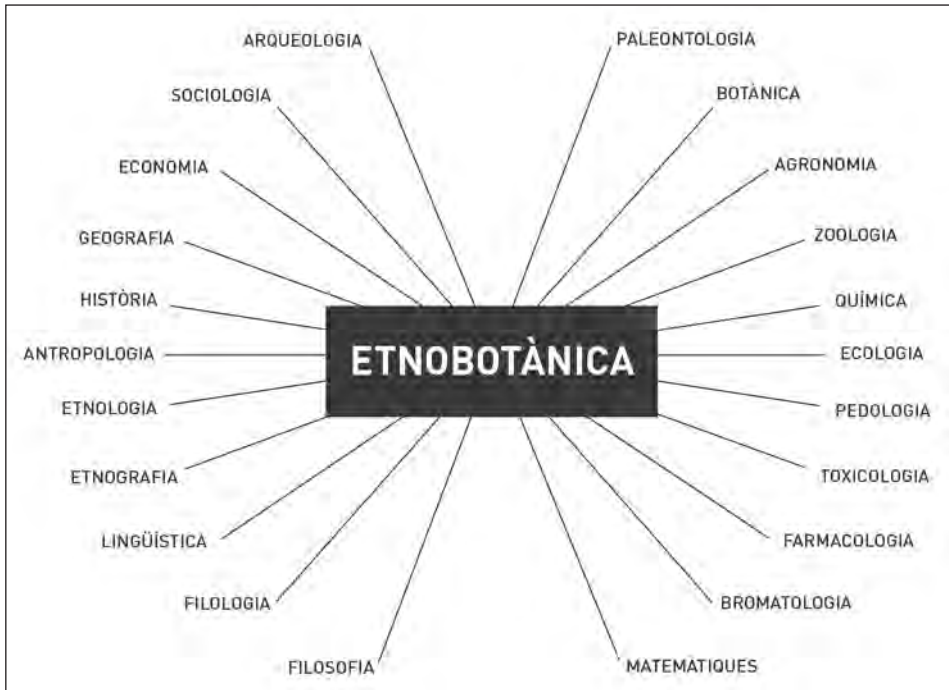 ARQUEOLOGIA
PALEONTOLOGIA
SOCIOLOGIA
BOTÀNICA
ECONOMIA
AGRONOMIA
GEOGRAFIA
ZOOLOGIA
HISTÒRIA
QUÍMICA
ANTROPOLOGIA
ETNOBOTÀNICA
ECOLOGIA
ETNOLOGIA
PEDOLOGIA
ETNOGRAFIA
TOXICOLOGIA
LINGÜÍSTICA
FARMACOLOGIA
FILOLOGIA
BROMATOLOGIA
FILOSOFIA
MATEMÀTIQUES